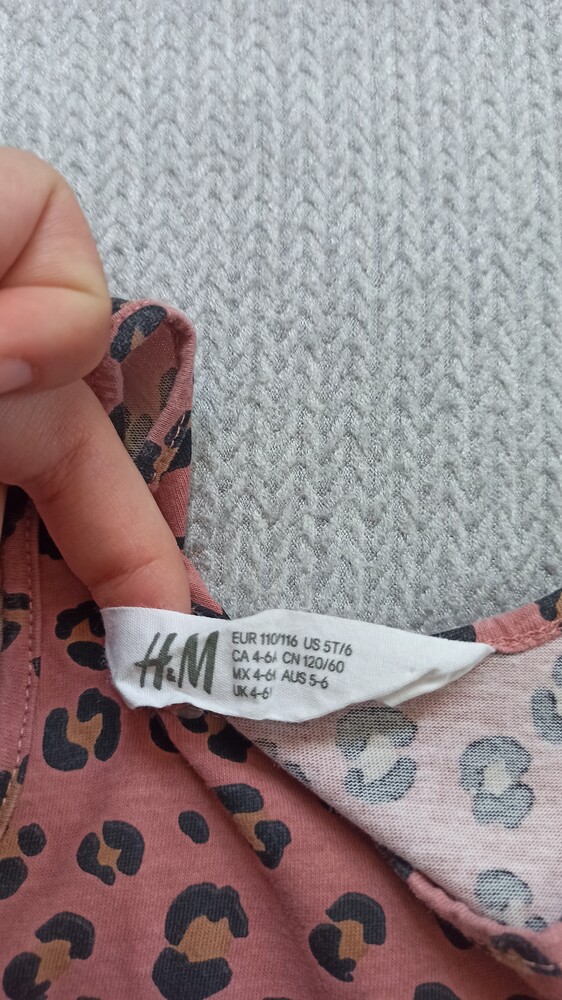 H&M
EUR 110/116 US 5T/6
CA 4-6 CN 120/60
MX 4-6 AUS 5-6
UK 4-6